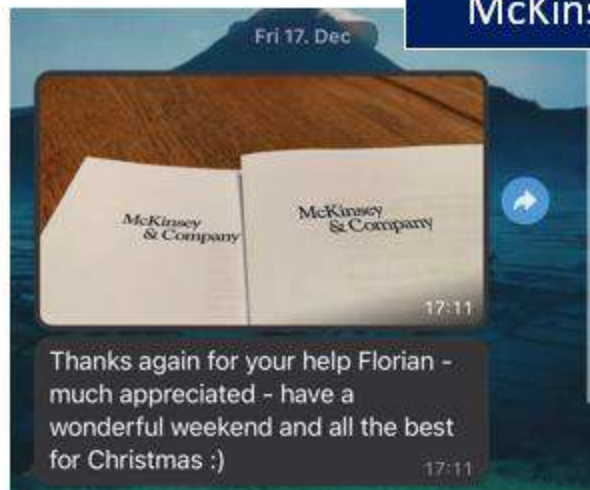 McKins
Fri 17. Dec
McKinsey
& Company
McKinsey
& Company
17:11
Thanks again for your help Florian -
much appreciated - have a
wonderful weekend and all the best
for Christmas :)
17:11